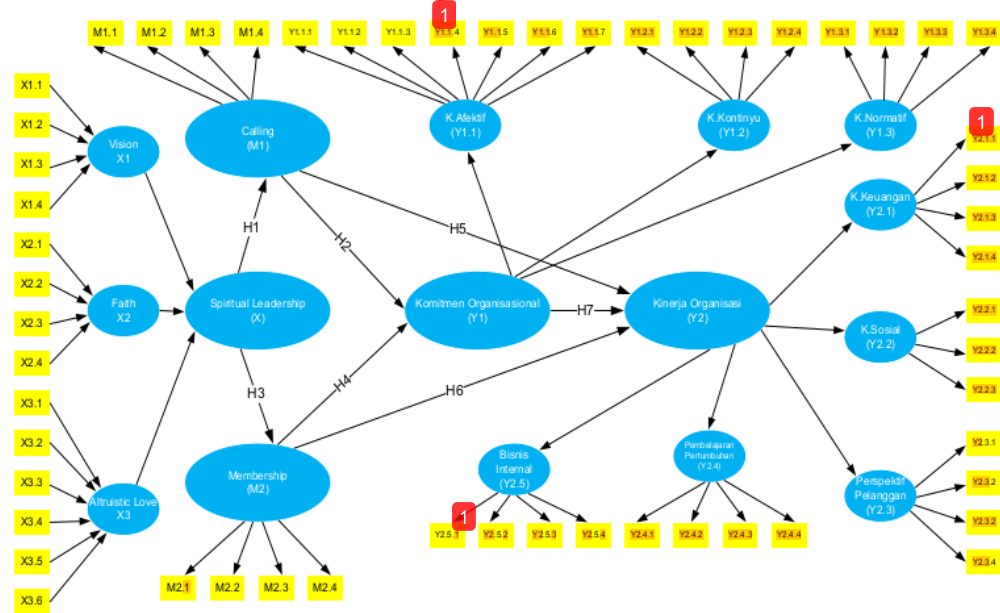 1
M1.1 M1.2 M1.3 M1.4 Y1.1.1 Y1.1.2 Y1.1.3 Y1.1.4 Y1.1.5 Y1.1.6 Y1.1.7 Y1.2.1 Y1.2.2 Y1.2.3 Y1.2.4 Y1.3.1 Y1.3.2 Y1.3.3 Y1.3.4
X1.1
X1.2
X1.3
X1.4
Vision
X1
Calling
(M1)
K.Afektif
(Y1.1)
K.Kontinyu
(Y1.2)
K.Normatif
(Y1.3)
1
Y2.1.1
Y2.1.2
Y2.1.3
Y2.1.4
K.Keuangan
(Y2.1)
H1
H2
H5
X2.1
X2.2
X2.3
X2.4
Faith
X2
Spiritual Leadership
(X)
Komitmen Organisasional
(Y1)
H7
Kinerja Organisasi
(Y2)
K.Sosial
(Y2.2)
Y2.2.1
Y2.2.2
Y2.2.3
H3
H4
H6
X3.1
X3.2
X3.3
X3.4
X3.5
X3.6
Altruistic Love
X3
Membership
(M2)
Bisnis
Internal
(Y2.5)
Pembelajaran
Pertumbuhan
(Y2.4)
Perspektif
Pelanggan
(Y2.3)
Y2.3.1
Y2.3.2
Y2.3.2
Y2.3.4
1
Y2.5.1 Y2.5.2 Y2.5.3 Y2.5.4 Y2.4.1 Y2.4.2 Y2.4.3 Y2.4.4
M2.1 M2.2 M2.3 M2.4